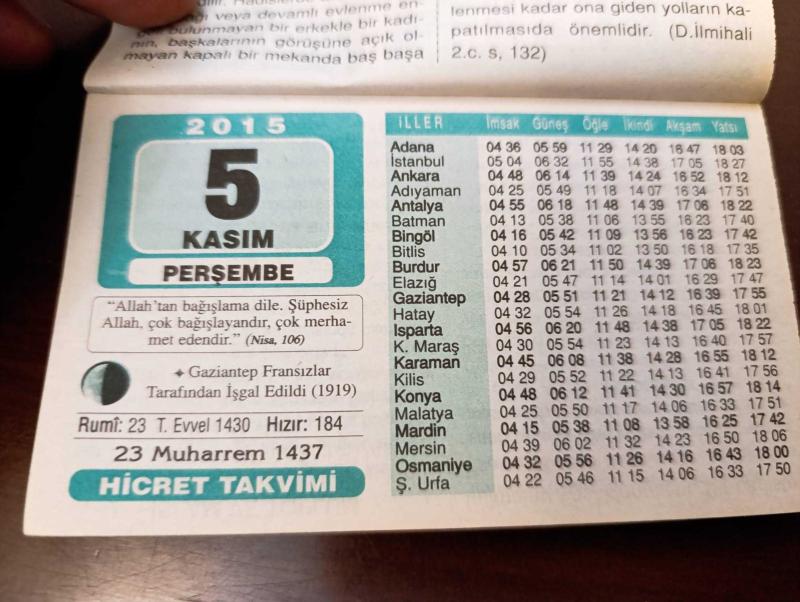 bulunmayan bir erkekle bir kadı-
nın, başkalarının görüşüne açık ol-
mayan kapalı bir mekanda baş başa
lenmesi kadar ona giden yolların ka-
patılmasıda önemlidir. (D.İlmihali
2.c. s, 132)
2015
5
KASIM
PERŞEMBE
“Allah’tan bağışlama dile. Şüphesiz
Allah, çok bağışlayandır, çok merha-
met edendir.” (Nisa, 106)
Gaziantep Fransızlar
Tarafından İşgal Edildi (1919)
Rumî: 23 T. Evvel 1430 Hızır: 184
23 Muharrem 1437
HİCRET TAKVİMİ
İLLER İmsak Güneş Öğle İkindi Akşam Yatsı
Adana 04 36 05 59 11 29 14 20 16 47 18 03
İstanbul 05 04 06 32 11 55 14 38 17 05 18 27
Ankara 04 48 06 14 11 39 14 24 16 52 18 12
Adıyaman 04 25 05 49 11 18 14 07 16 34 17 51
Antalya 04 55 06 18 11 48 14 39 17 06 18 22
Batman 04 13 05 38 11 06 13 55 16 23 17 40
Bingöl 04 16 05 42 11 09 13 56 16 23 17 42
Bitlis 04 10 05 34 11 02 13 50 16 18 17 35
Burdur 04 57 06 21 11 50 14 39 17 06 18 23
Elazığ 04 21 05 47 11 14 14 01 16 29 17 47
Gaziantep 04 28 05 51 11 21 14 12 16 39 17 55
Hatay 04 32 05 54 11 26 14 18 16 45 18 01
Isparta 04 56 06 20 11 48 14 38 17 05 18 22
K. Maraş 04 30 05 54 11 23 14 13 16 40 17 57
Karaman 04 45 06 08 11 38 14 28 16 55 18 12
Kilis 04 29 05 52 11 22 14 13 16 41 17 56
Konya 04 48 06 12 11 41 14 30 16 57 18 14
Malatya 04 25 05 50 11 17 14 06 16 33 17 51
Mardin 04 15 05 38 11 08 13 58 16 25 17 42
Mersin 04 39 06 02 11 32 14 23 16 50 18 06
Osmaniye 04 32 05 56 11 26 14 16 16 43 18 00
Ş. Urfa 04 22 05 46 11 15 14 06 16 33 17 50